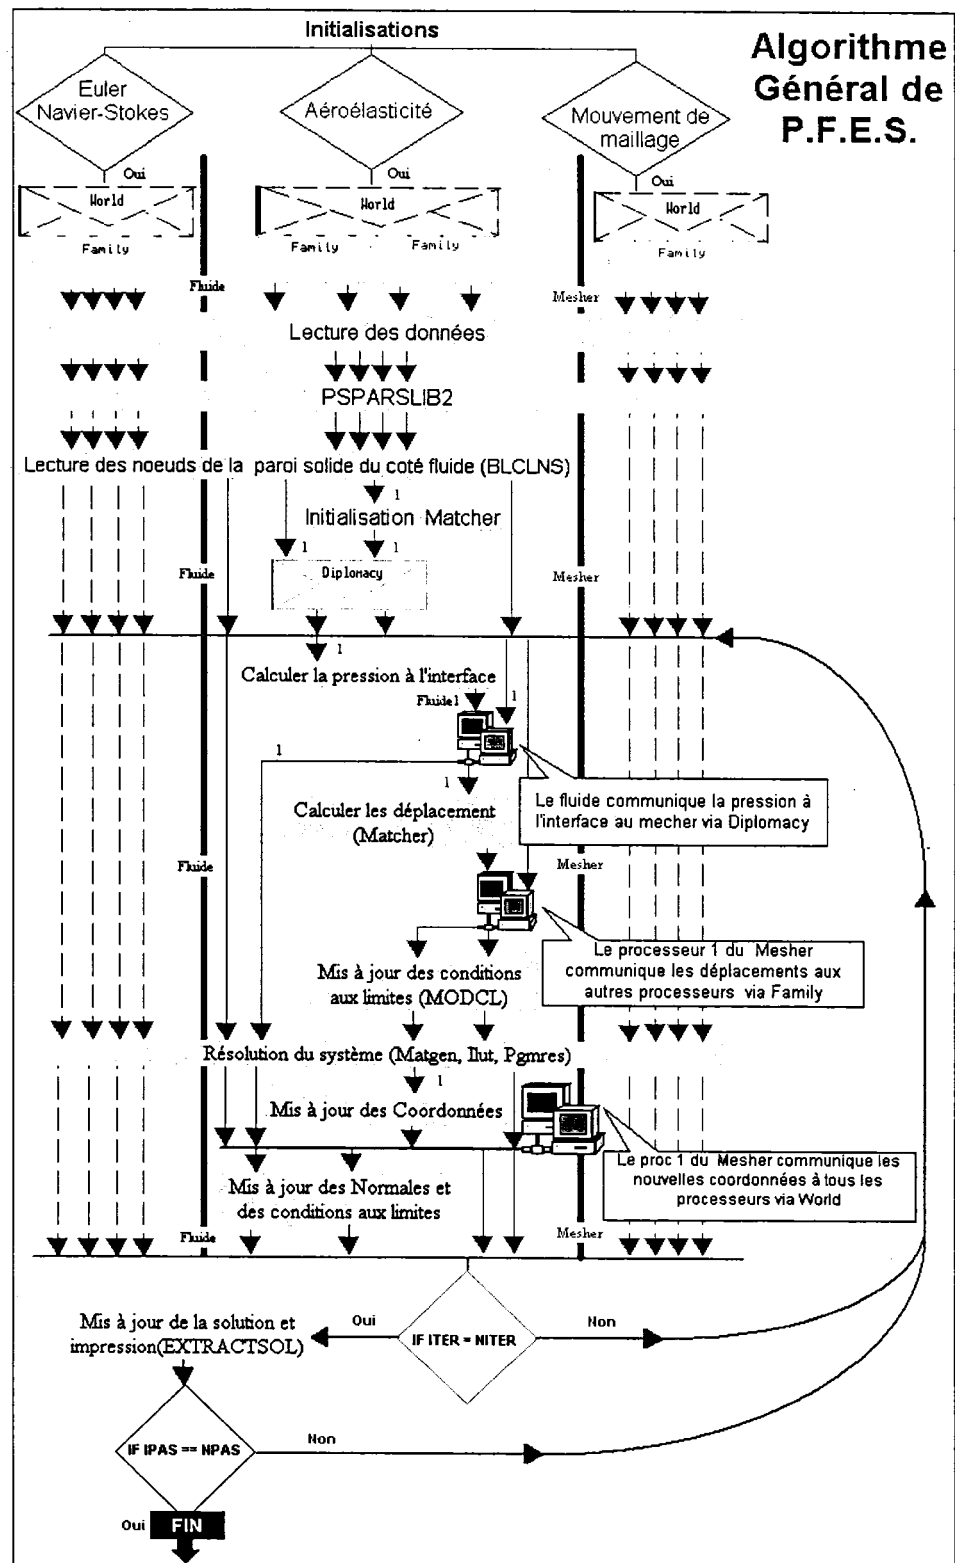 Initialisations
Algorithme
Général de
P.F.E.S.
Euler
Navier-Stokes
Aéroélasticité
Mouvement de
maillage
Oui
Oui
Oui
World
World
World
Family
Family
Family
Family
Fluide
Mesher
Lecture des données
PSPARSLIB2
Lecture des noeuds de la paroi solide du coté fluide (BLCLNS)
1
Initialisation Matcher
1
1
Fluide
Diplomacy
Mesher
1
Calculer la pression à l'interface
Fluide1
1
1
1
Le fluide communique la pression à
l'interface au mecher via Diplomacy
Calculer les déplacement
(Matcher)
Fluide
Mesher
Le processeur 1 du Mesher
communique les déplacements aux
autres processeurs via Family
Mis à jour des conditions
aux limites (MODCL)
Résolution du système (Matgen, Ilut, Pgmres)
1
Mis à jour des Coordonnées
Le proc 1 du Mesher communique les
nouvelles coordonnées à tous les
processeurs via World
Mis à jour des Normales et
des conditions aux limites
Fluide
Mesher
Mis à jour de la solution et
impression(EXTRACTSOL)
Oui
IF ITER = NITER
Non
IF IPAS == NPAS
Non
Oui
FIN